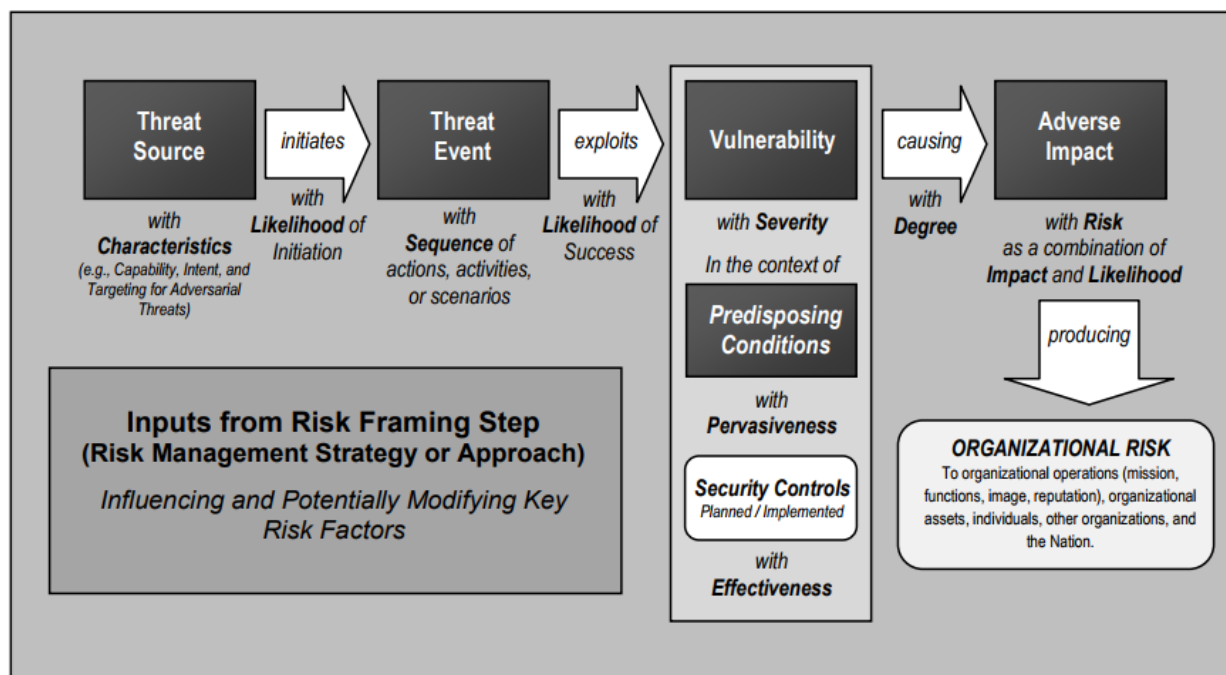 Threat
Source
initiates
Threat
Event
exploits
Vulnerability
causing
Adverse
Impact
with
Characteristics
(e.g., Capability, Intent, and
Targeting for Adversarial
Threats)
with
Likelihood of
Initiation
with
Sequence of
actions, activities,
or scenarios
with
Likelihood of
Success
with Severity
In the context of
Predisposing
Conditions
with
Pervasiveness
Security Controls
Planned / Implemented
with
Effectiveness
with
Degree
with Risk
as a combination of
Impact and Likelihood
producing
ORGANIZATIONAL RISK
To organizational operations (mission,
functions, image, reputation), organizational
assets, individuals, other organizations, and
the Nation.
Inputs from Risk Framing Step
(Risk Management Strategy or Approach)
Influencing and Potentially Modifying Key
Risk Factors